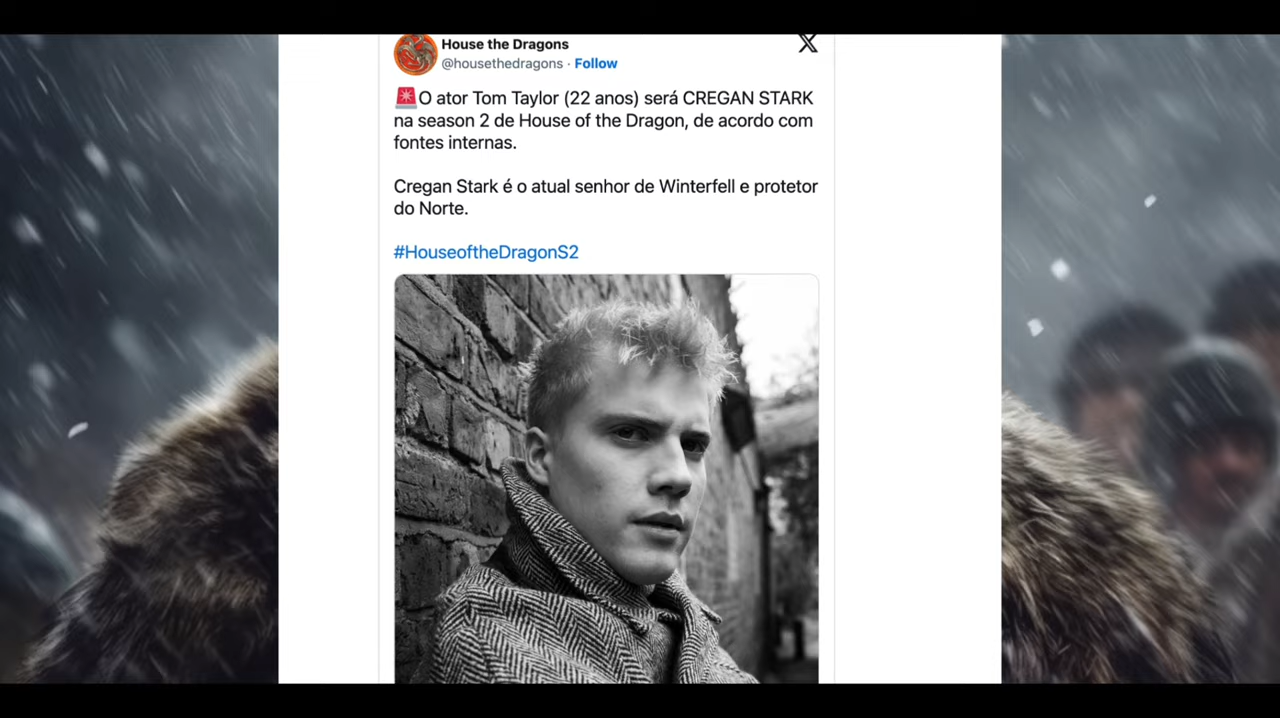 House the Dragons
@housethedragons · Follow
🚨O ator Tom Taylor (22 anos) será CREGAN STARK
na season 2 de House of the Dragon, de acordo com
fontes internas.
Cregan Stark é o atual senhor de Winterfell e protetor
do Norte.
#HouseoftheDragonS2